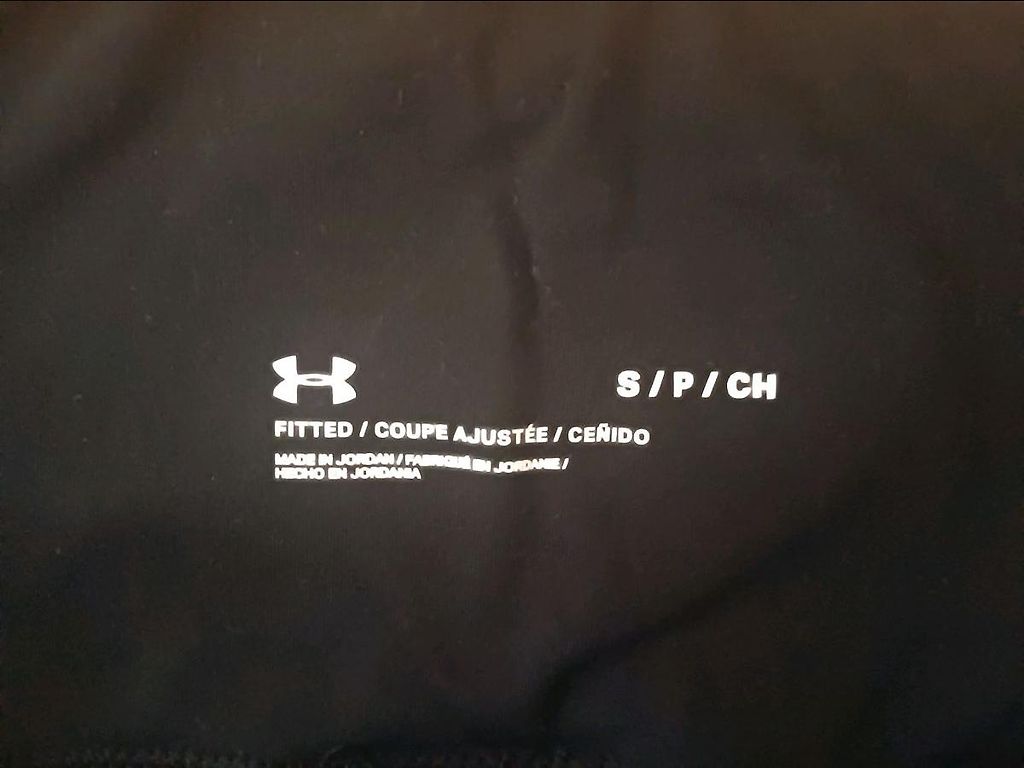 S / P / CH
FITTED / COUPE AJUSTÉE / CEÑIDO
MADE IN JORDAN / FABRIQUÉ EN JORDANIE /
HECHO EN JORDANIA